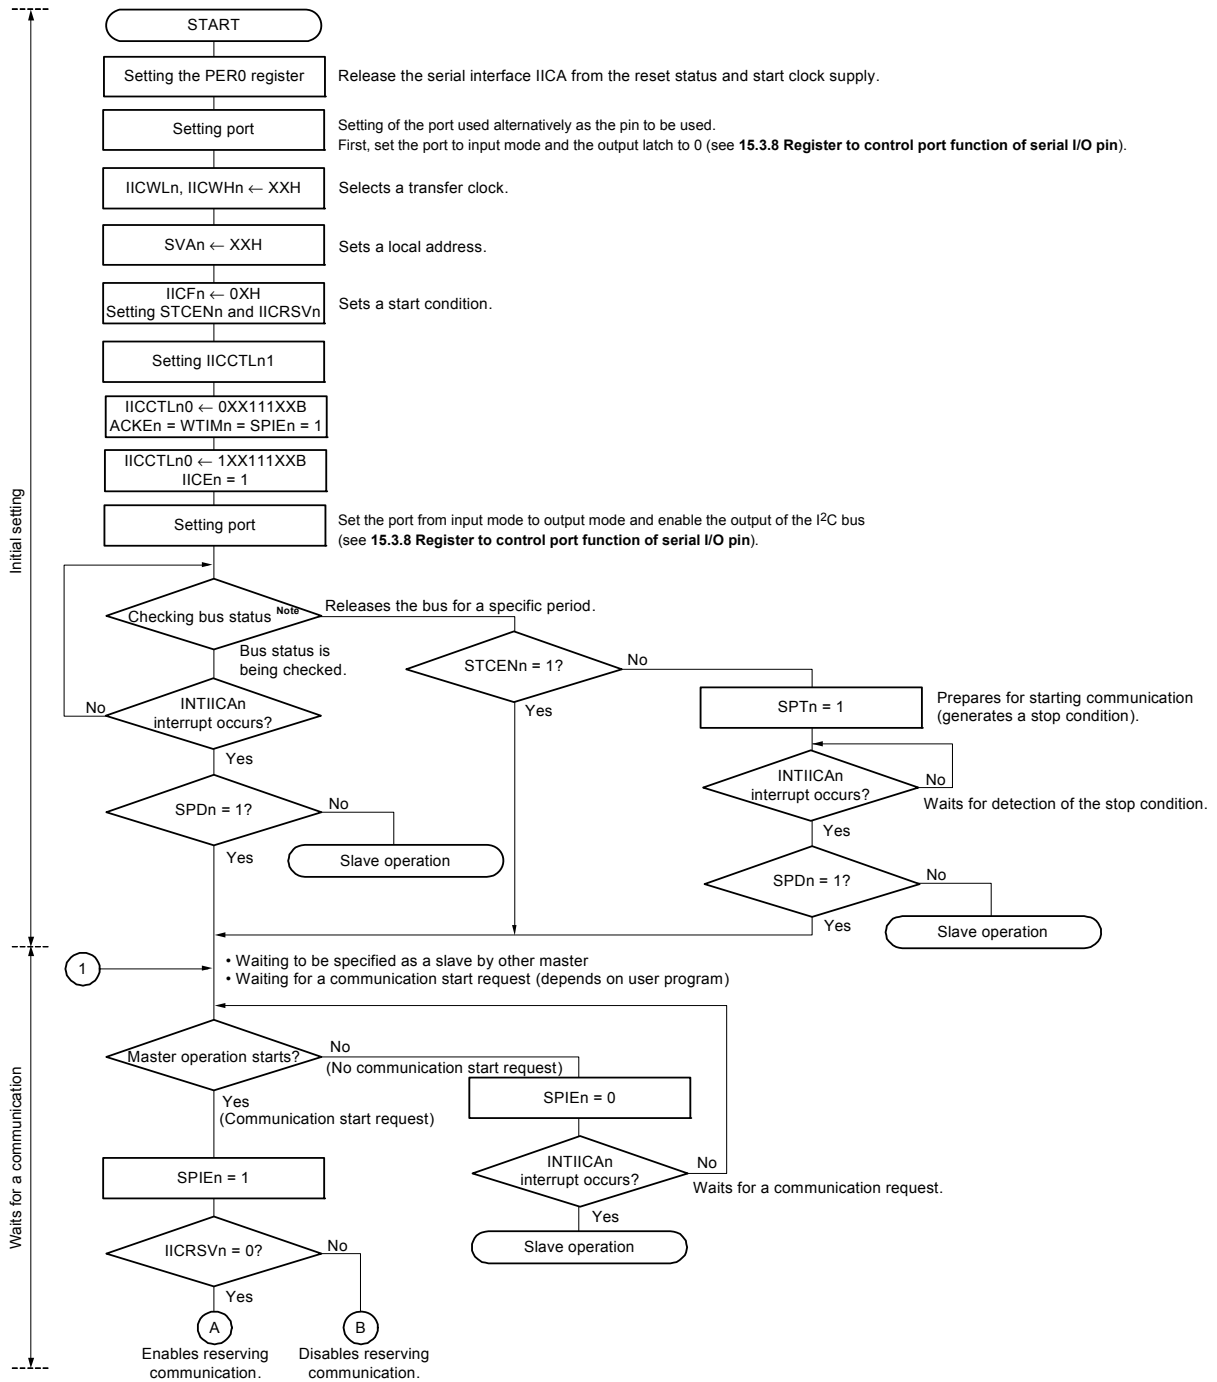 START
Setting the PER0 register
Release the serial interface IICA from the reset status and start clock supply.
Setting port
Setting of the port used alternatively as the pin to be used.
First, set the port to input mode and the output latch to 0 (see 15.3.8 Register to control port function of serial I/O pin).
IICWLn, IICWHn ← XXH
Selects a transfer clock.
SVAn ← XXH
Sets a local address.
IICFn ← 0XH
Setting STCENn and IICRSVn
Sets a start condition.
Setting IICCTLn1
IICCTLn0 ← 0XX111XXB
ACKEn = WTIMn = SPIEn = 1
IICCTLn0 ← 1XX111XXB
IICEn = 1
Setting port
Set the port from input mode to output mode and enable the output of the I2C bus
(see 15.3.8 Register to control port function of serial I/O pin).
Initial setting
Checking bus status Note
Releases the bus for a specific period.
Bus status is
being checked.
STCENn = 1?
No
Yes
SPTn = 1
Prepares for starting communication
(generates a stop condition).
INTIICAn
interrupt occurs?
No
Yes
INTIICAn
interrupt occurs?
No
Waits for detection of the stop condition.
Yes
SPDn = 1?
No
Yes
Slave operation
SPDn = 1?
No
Yes
Slave operation
1
• Waiting to be specified as a slave by other master
• Waiting for a communication start request (depends on user program)
Waits for a communication
Master operation starts?
No
(No communication start request)
Yes
(Communication start request)
SPIEn = 0
INTIICAn
interrupt occurs?
No
Waits for a communication request.
Yes
Slave operation
SPIEn = 1
IICRSVn = 0?
No
Yes
A
Enables reserving
communication.
B
Disables reserving
communication.